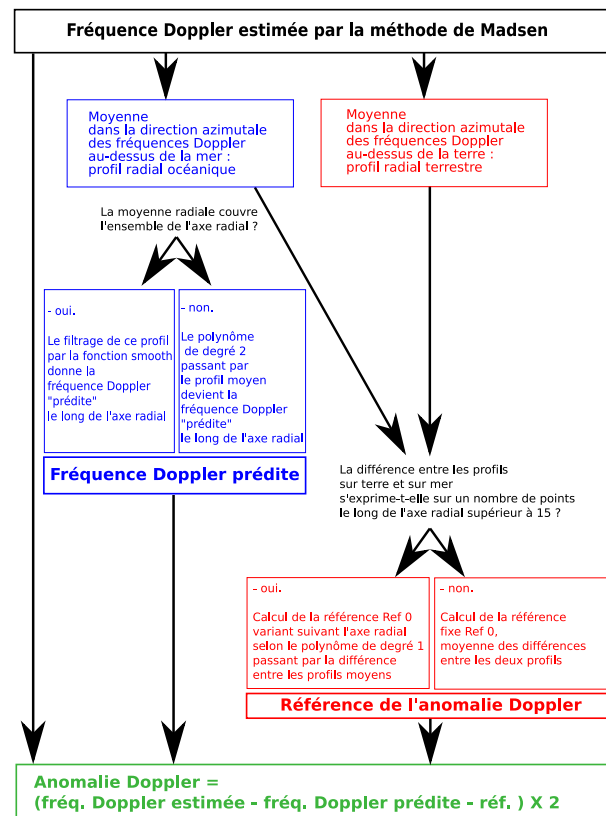 Fréquence Doppler estimée par la méthode de Madsen
Moyenne
dans la direction azimutale
des fréquences Doppler
au-dessus de la mer :
profil radial océanique
Moyenne
dans la direction azimutale
des fréquences Doppler
au-dessus de la terre :
profil radial terrestre
La moyenne radiale couvre
l'ensemble de l'axe radial ?
- oui.
Le filtrage de ce profil
par la fonction smooth
donne la
fréquence Doppler
"prédite"
le long de l'axe radial
- non.
Le polynôme
de degré 2
passant par
le profil moyen
devient la
fréquence Doppler
"prédite"
le long de l'axe radial
Fréquence Doppler prédite
La différence entre les profils
sur terre et sur mer
s'exprime-t-elle sur un nombre de points
le long de l'axe radial supérieur à 15 ?
- oui.
Calcul de la référence Ref 0
variant suivant l'axe radial
selon le polynôme de degré 1
passant par la différence
entre les profils moyens
- non.
Calcul de la référence
fixe Ref 0,
moyenne des différences
entre les deux profils
Référence de l'anomalie Doppler
Anomalie Doppler =
(fréq. Doppler estimée - fréq. Doppler prédite - réf. ) X 2